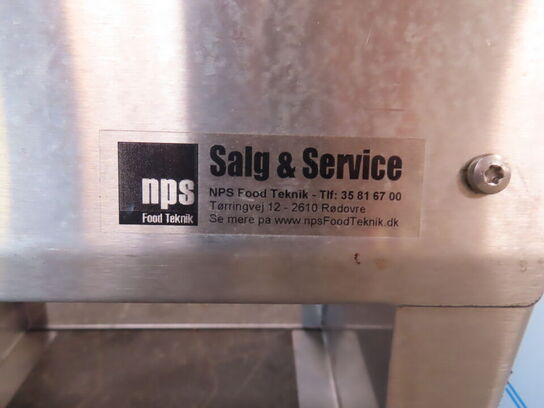 nps
Food Teknik
Salg & Service
NPS Food Teknik - Tlf: 35 81 67 00
Tørringvej 12 - 2610 Rødovre
Se mere pa www.npsFoodTeknik.dk